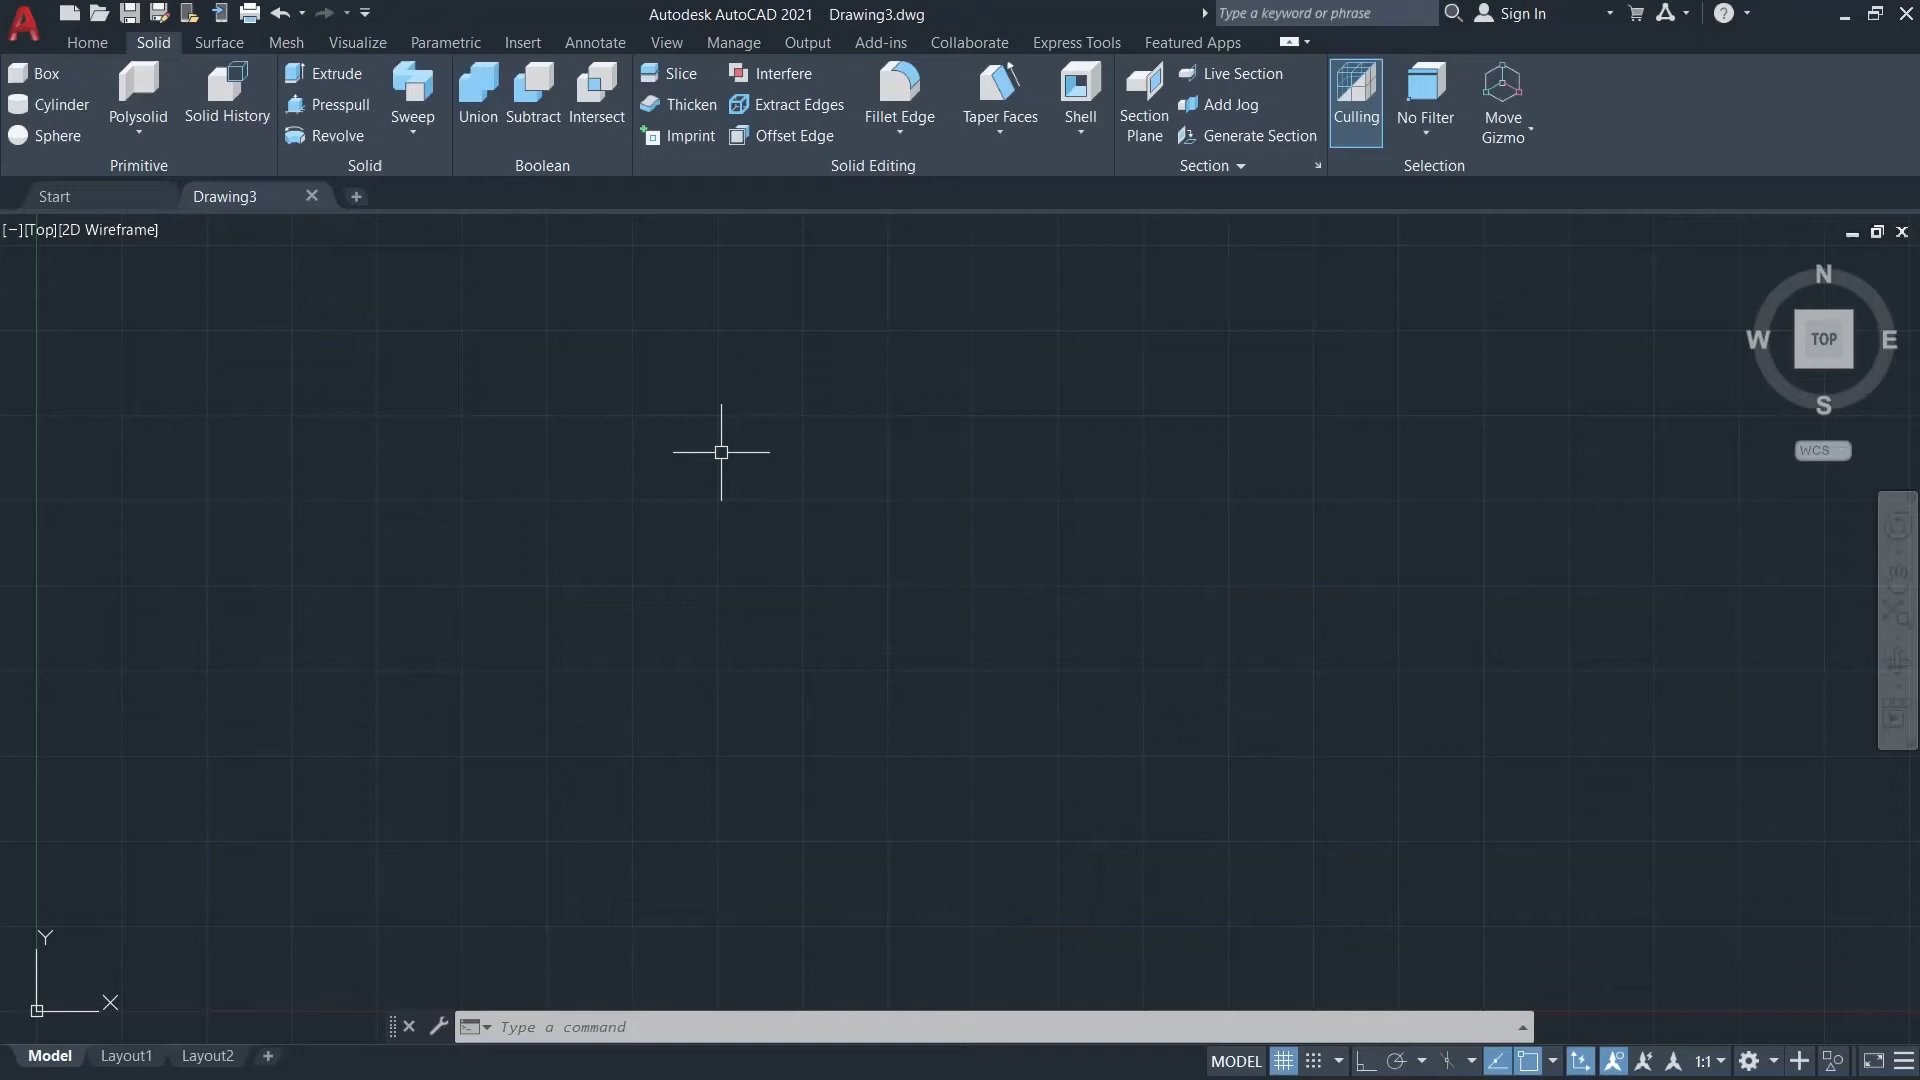 Autodesk AutoCAD 2021 Drawing3.dwg
Type a keyword or phrase
Sign In
Home Solid Surface Mesh Visualize Parametric Insert Annotate View Manage Output Add-ins Collaborate Express Tools Featured Apps
Box
Cylinder
Sphere
Polysolid
Solid History
Primitive
Extrude
Presspull
Revolve
Sweep
Solid
Union
Subtract
Intersect
Boolean
Slice
Thicken
Imprint
Interfere
Extract Edges
Offset Edge
Fillet Edge
Taper Faces
Shell
Solid Editing
Section
Plane
Live Section
Add Jog
Generate Section
Section
Culling
No Filter
Move
Gizmo
Selection
Start
Drawing3
[−][Top][2D Wireframe]
N
W TOP E
S
WCS
Y
X
Type a command
Model Layout1 Layout2
MODEL
1:1